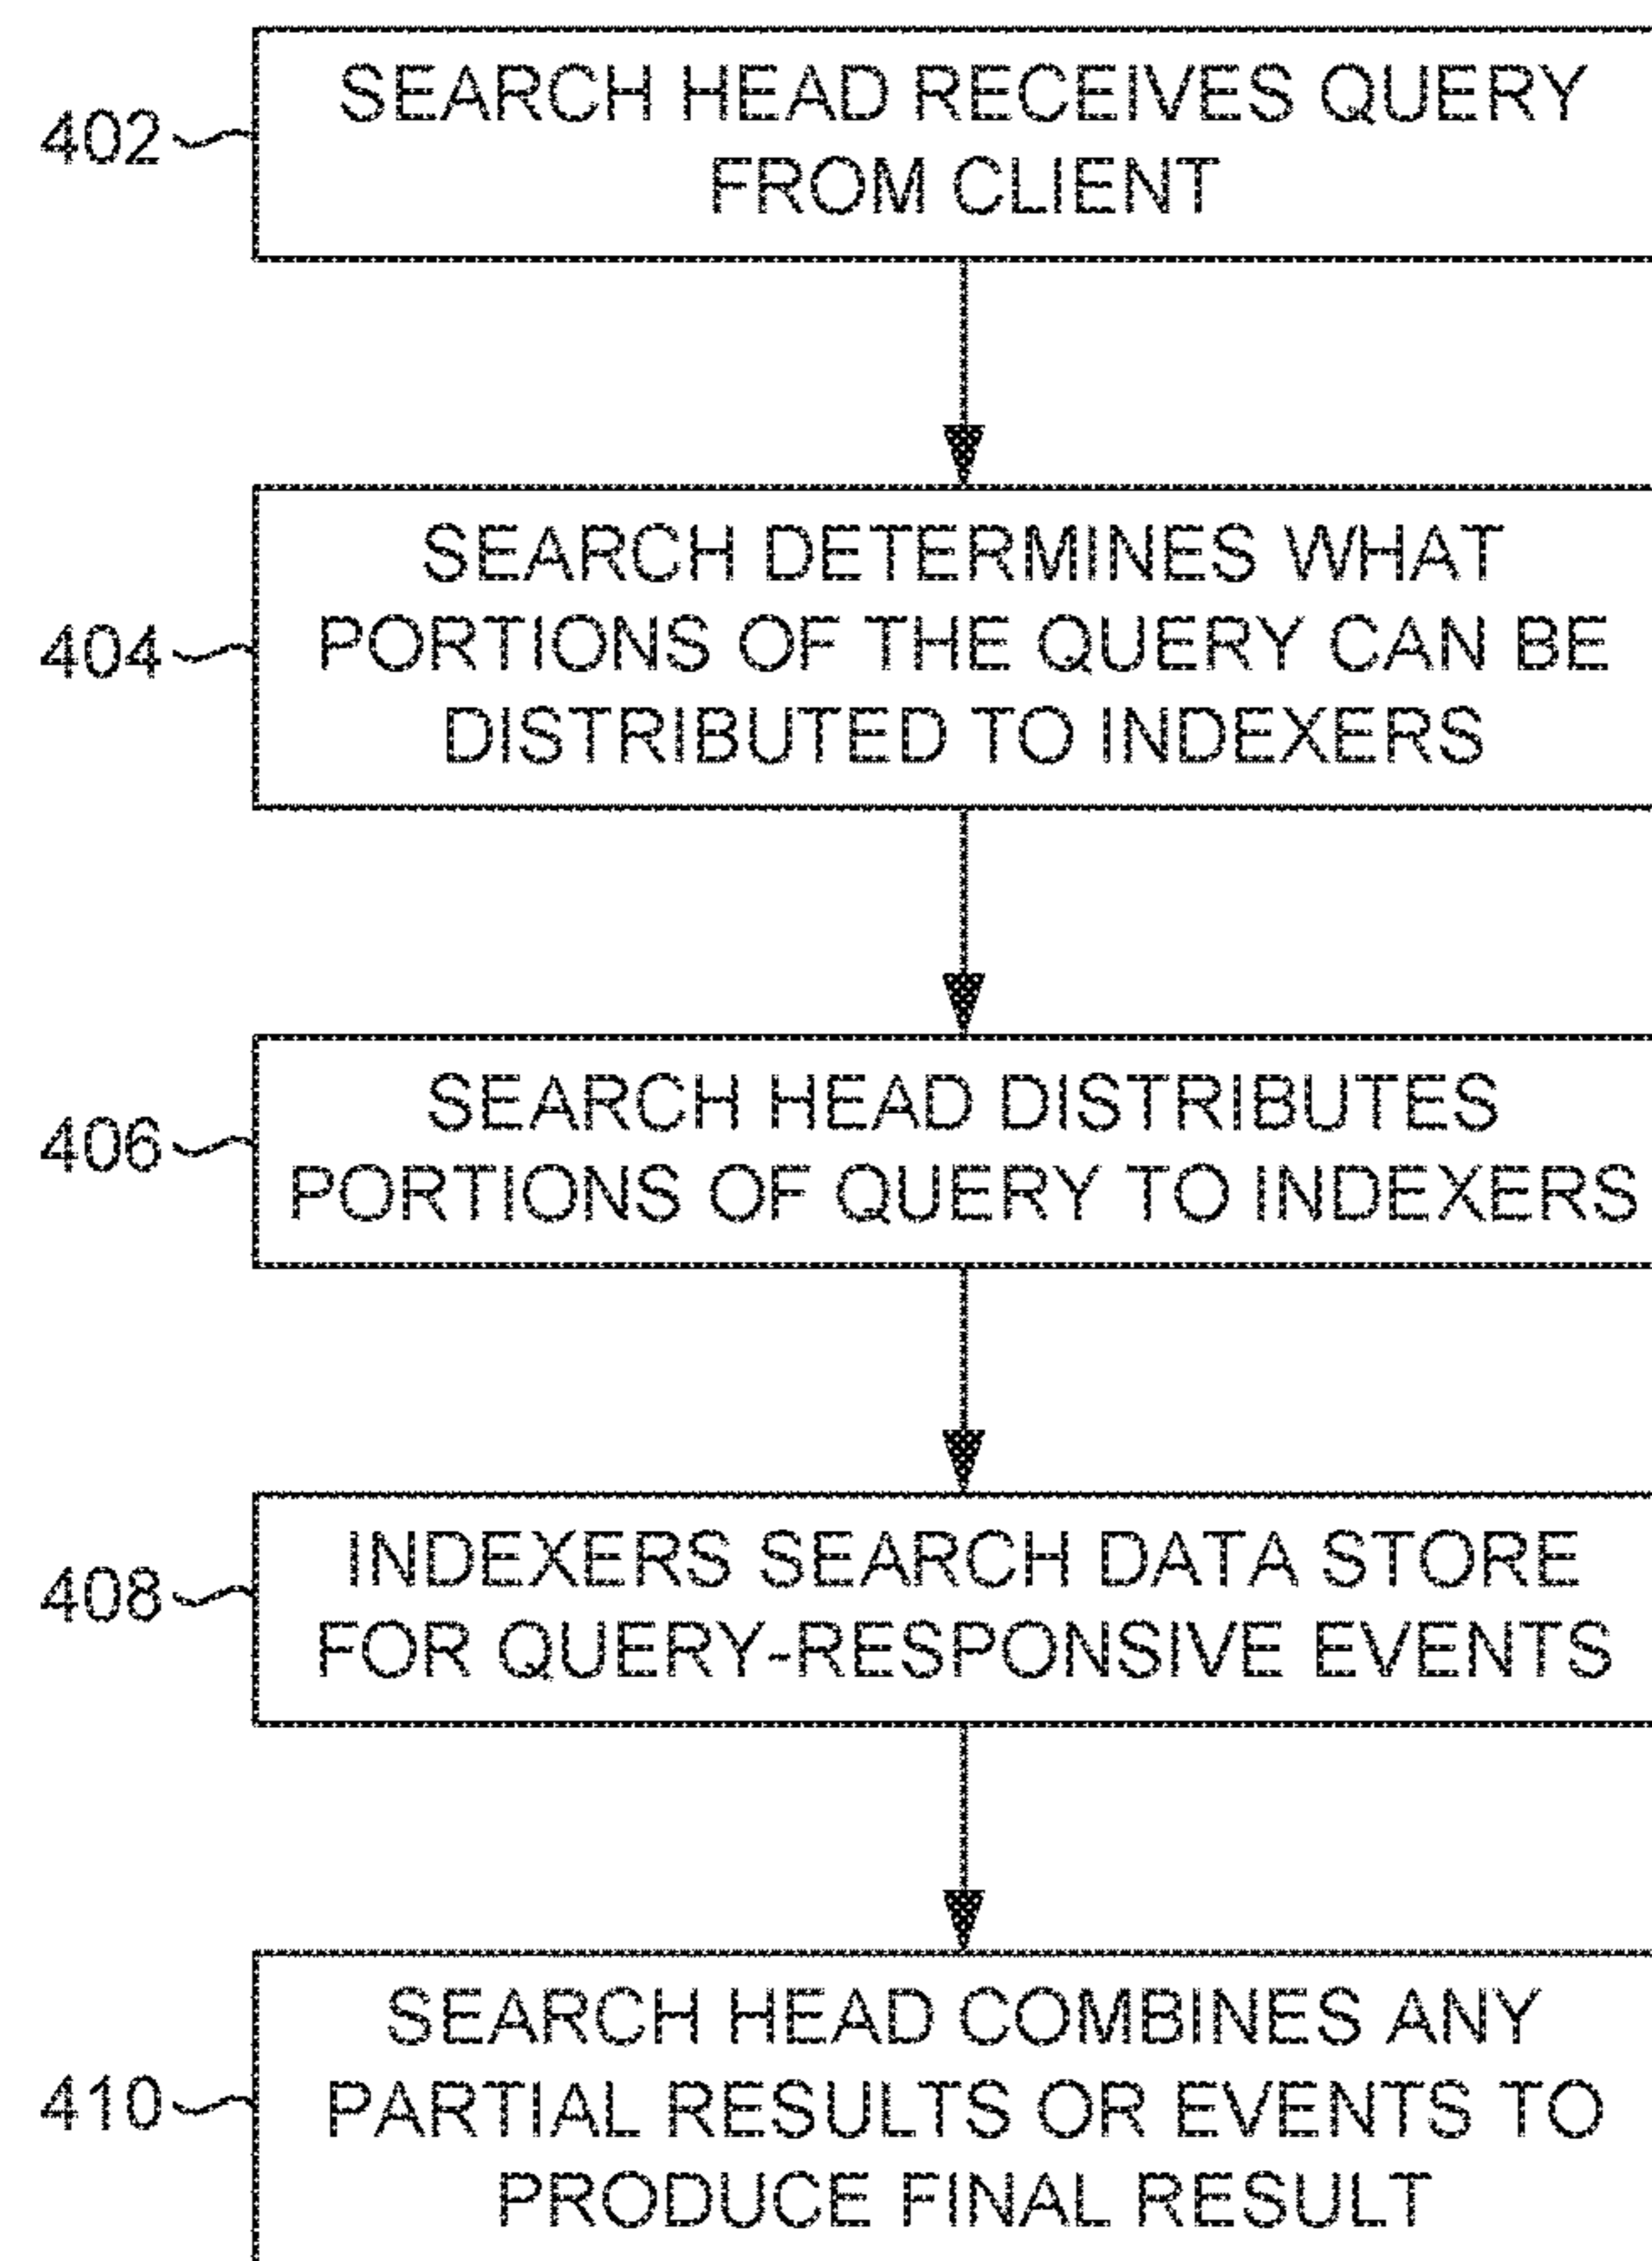 402
SEARCH HEAD RECEIVES QUERY
FROM CLIENT
404
SEARCH DETERMINES WHAT
PORTIONS OF THE QUERY CAN BE
DISTRIBUTED TO INDEXERS
406
SEARCH HEAD DISTRIBUTES
PORTIONS OF QUERY TO INDEXERS
408
INDEXERS SEARCH DATA STORE
FOR QUERY-RESPONSIVE EVENTS
410
SEARCH HEAD COMBINES ANY
PARTIAL RESULTS OR EVENTS TO
PRODUCE FINAL RESULT